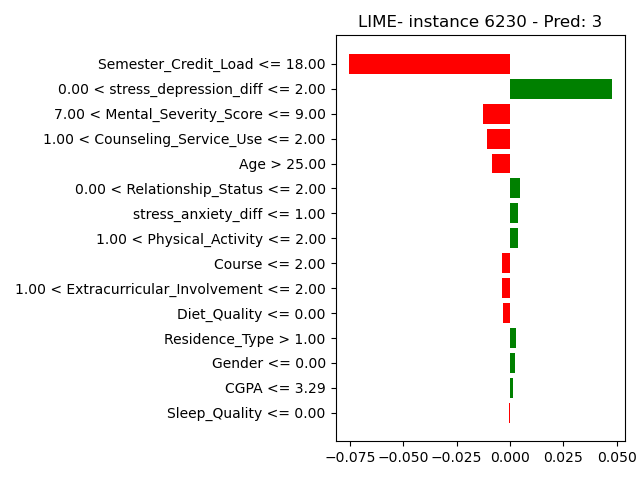 LIME- instance 6230 - Pred: 3
Semester_Credit_Load <= 18.00
0.00 < stress_depression_diff <= 2.00
7.00 < Mental_Severity_Score <= 9.00
1.00 < Counseling_Service_Use <= 2.00
Age > 25.00
0.00 < Relationship_Status <= 2.00
stress_anxiety_diff <= 1.00
1.00 < Physical_Activity <= 2.00
Course <= 2.00
1.00 < Extracurricular_Involvement <= 2.00
Diet_Quality <= 0.00
Residence_Type > 1.00
Gender <= 0.00
CGPA <= 3.29
Sleep_Quality <= 0.00
−0.075 −0.050 −0.025 0.000 0.025 0.050